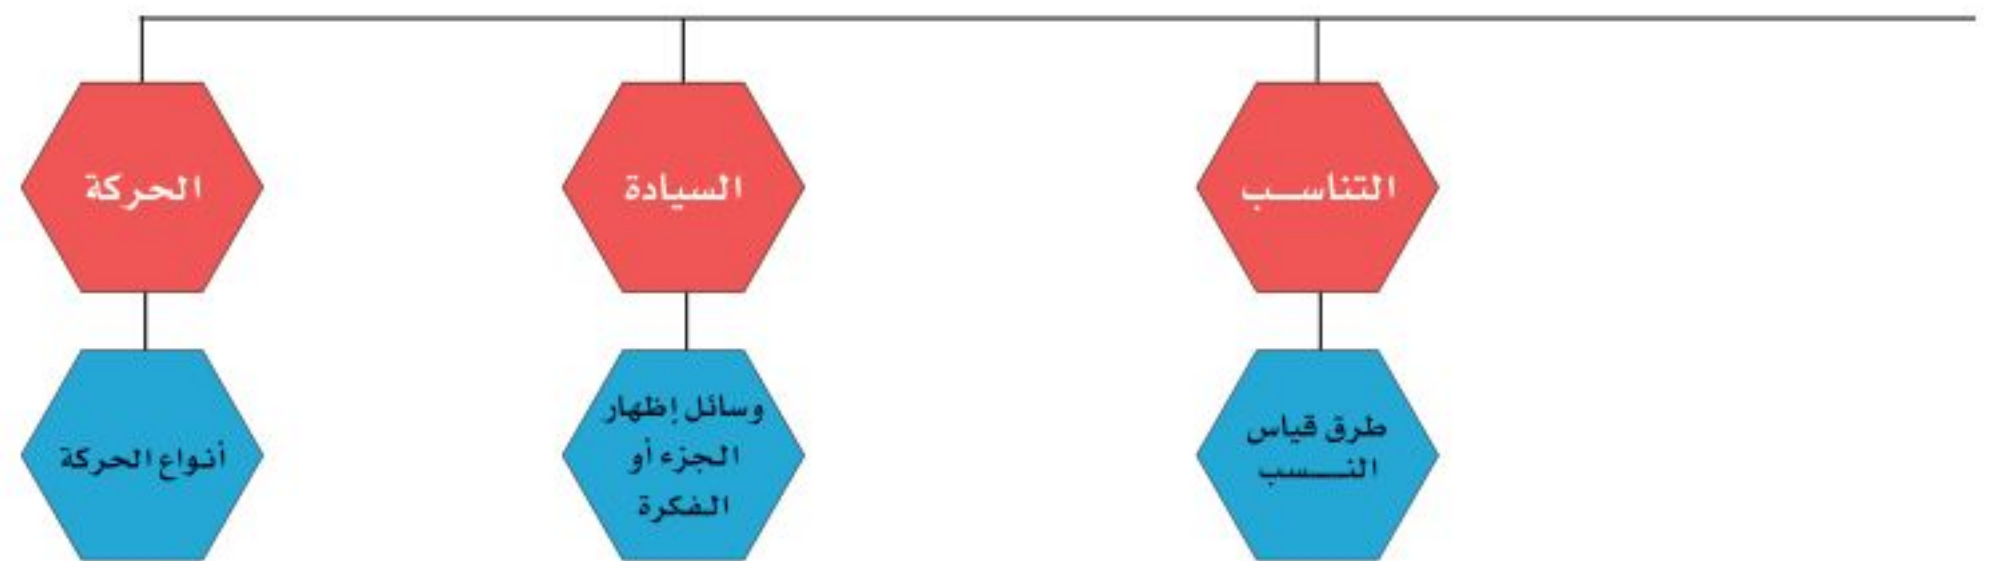 التناسب
السيادة
الحركة
طرق قياس
النسب
وسائل إظهار
الجزء أو
الفكرة
أنواع الحركة